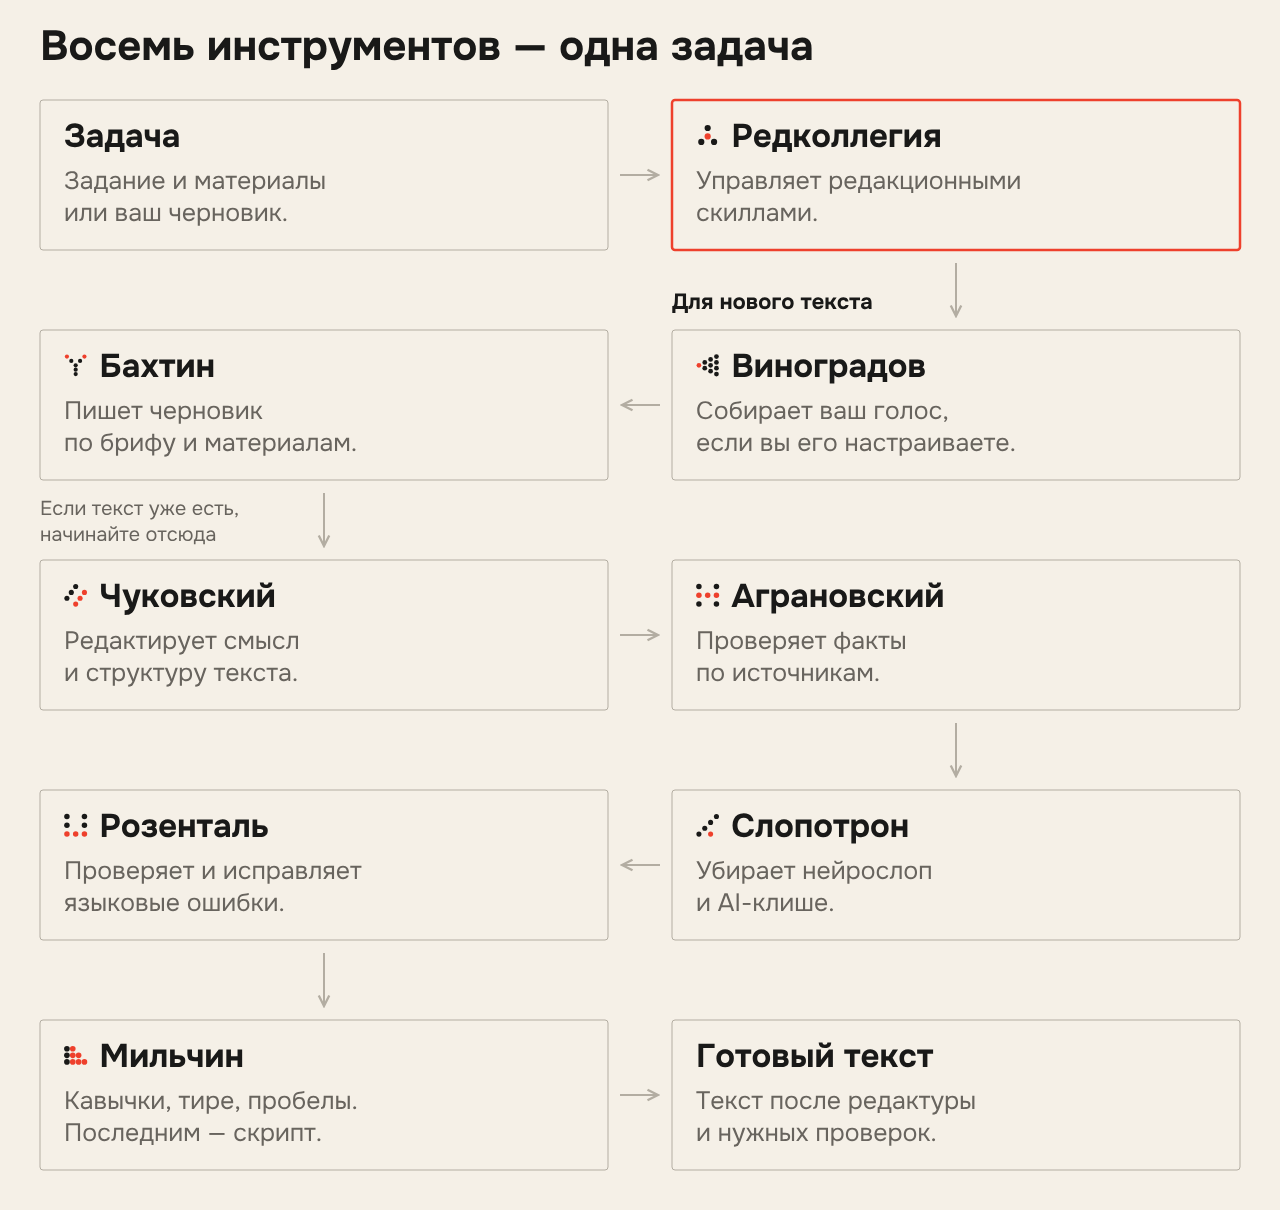 Восемь инструментов — одна задача
Задача
Задание и материалы
или ваш черновик.
Редколлегия
Управляет редакционными
скиллами.
Для нового текста
Виноградов
Собирает ваш голос,
если вы его настраиваете.
Бахтин
Пишет черновик
по брифу и материалам.
Если текст уже есть,
начинайте отсюда
Чуковский
Редактирует смысл
и структуру текста.
Аграновский
Проверяет факты
по источникам.
Слопотрон
Убирает нейрослоп
и AI-клише.
Розенталь
Проверяет и исправляет
языковые ошибки.
Мильчин
Кавычки, тире, пробелы.
Последним — скрипт.
Готовый текст
Текст после редактуры
и нужных проверок.